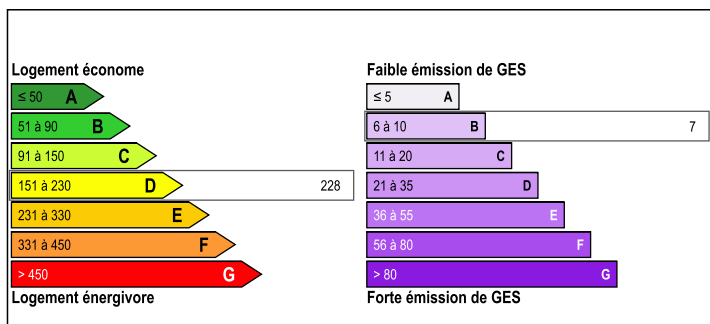 Logement économe
≤ 50 A
51 à 90 B
91 à 150 C
151 à 230 D 228
231 à 330 E
331 à 450 F
> 450 G
Logement énergivore
Faible émission de GES
≤ 5 A
6 à 10 B 7
11 à 20 C
21 à 35 D
36 à 55 E
56 à 80 F
> 80 G
Forte émission de GES